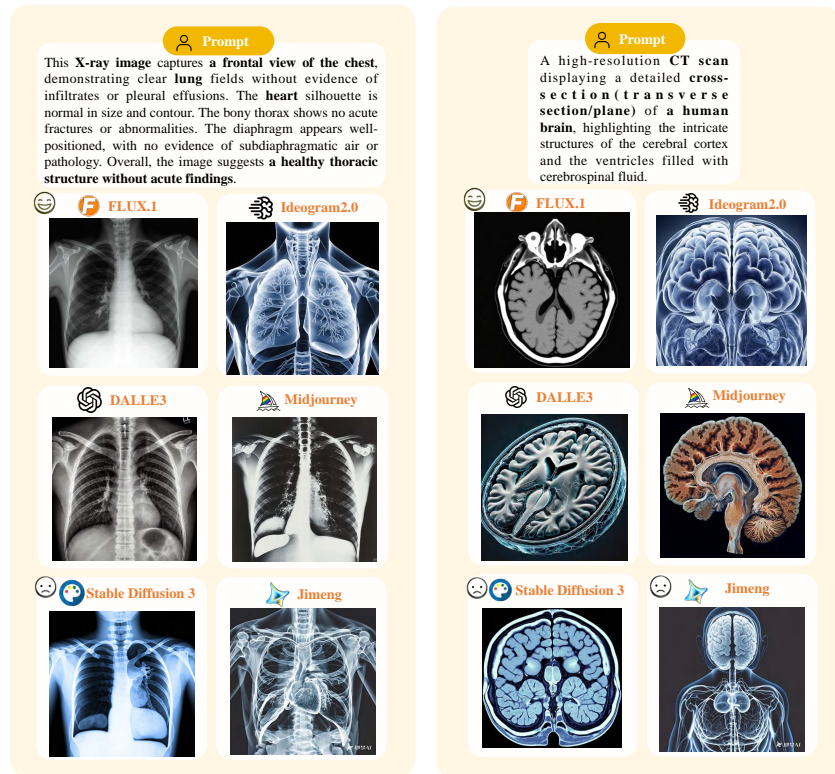 Prompt
This X-ray image captures a frontal view of the chest,
demonstrating clear lung fields without evidence of
infiltrates or pleural effusions. The heart silhouette is
normal in size and contour. The bony thorax shows no acute
fractures or abnormalities. The diaphragm appears well-
positioned, with no evidence of subdiaphragmatic air or
pathology. Overall, the image suggests a healthy thoracic
structure without acute findings.
FLUX.1
Ideogram2.0
DALLE3
Midjourney
Stable Diffusion 3
Jimeng
Prompt
A high-resolution CT scan
displaying a detailed cross-
section(transverse
section/plane) of a human
brain, highlighting the intricate
structures of the cerebral cortex
and the ventricles filled with
cerebrospinal fluid.
FLUX.1
Ideogram2.0
DALLE3
Midjourney
Stable Diffusion 3
Jimeng